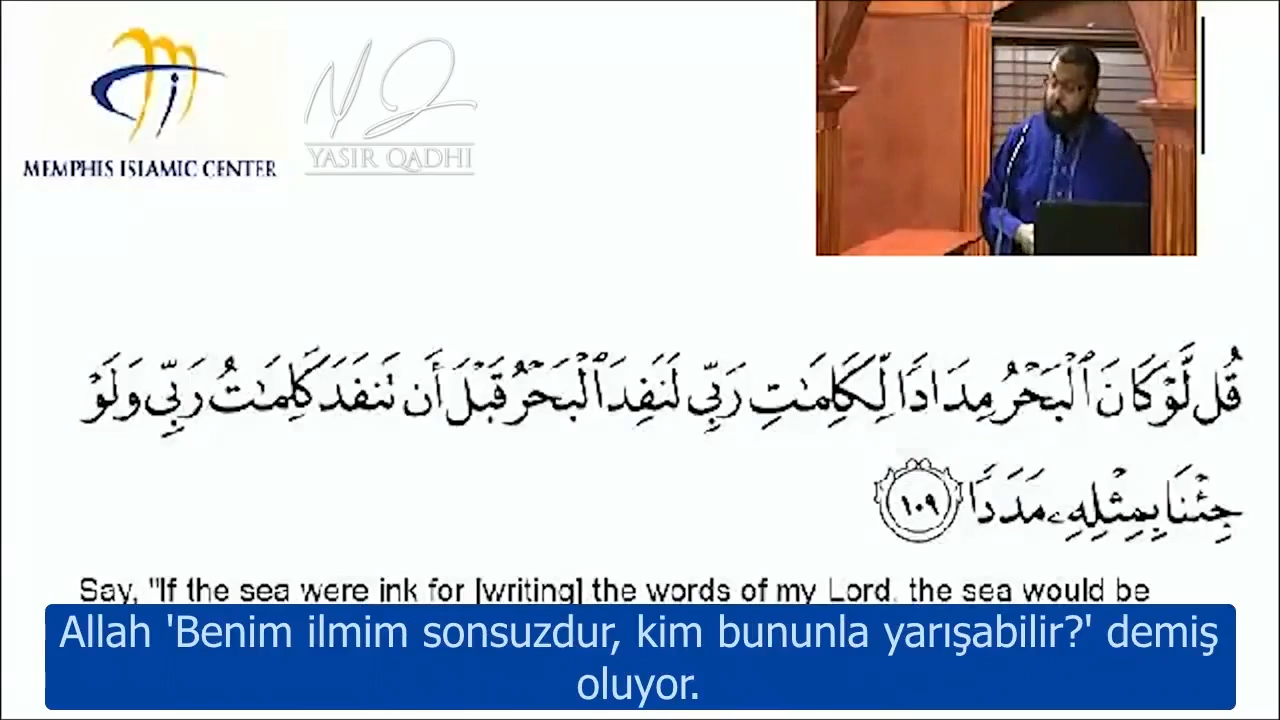 MEMPHIS ISLAMIC CENTER
YASIR QADHI
قُل لَّوْ كَانَ ٱلْبَحْرُ مِدَادًا لِّكَلِمَـٰتِ رَبِّى لَنَفِدَ ٱلْبَحْرُ قَبْلَ أَن تَنفَدَ كَلِمَـٰتُ رَبِّى وَلَوْ
جِئْنَا بِمِثْلِهِۦ مَدَدًا ١٠٩
Say, "If the sea were ink for [writing] the words of my Lord, the sea would be
Allah 'Benim ilmim sonsuzdur, kim bununla yarışabilir?' demiş
oluyor.